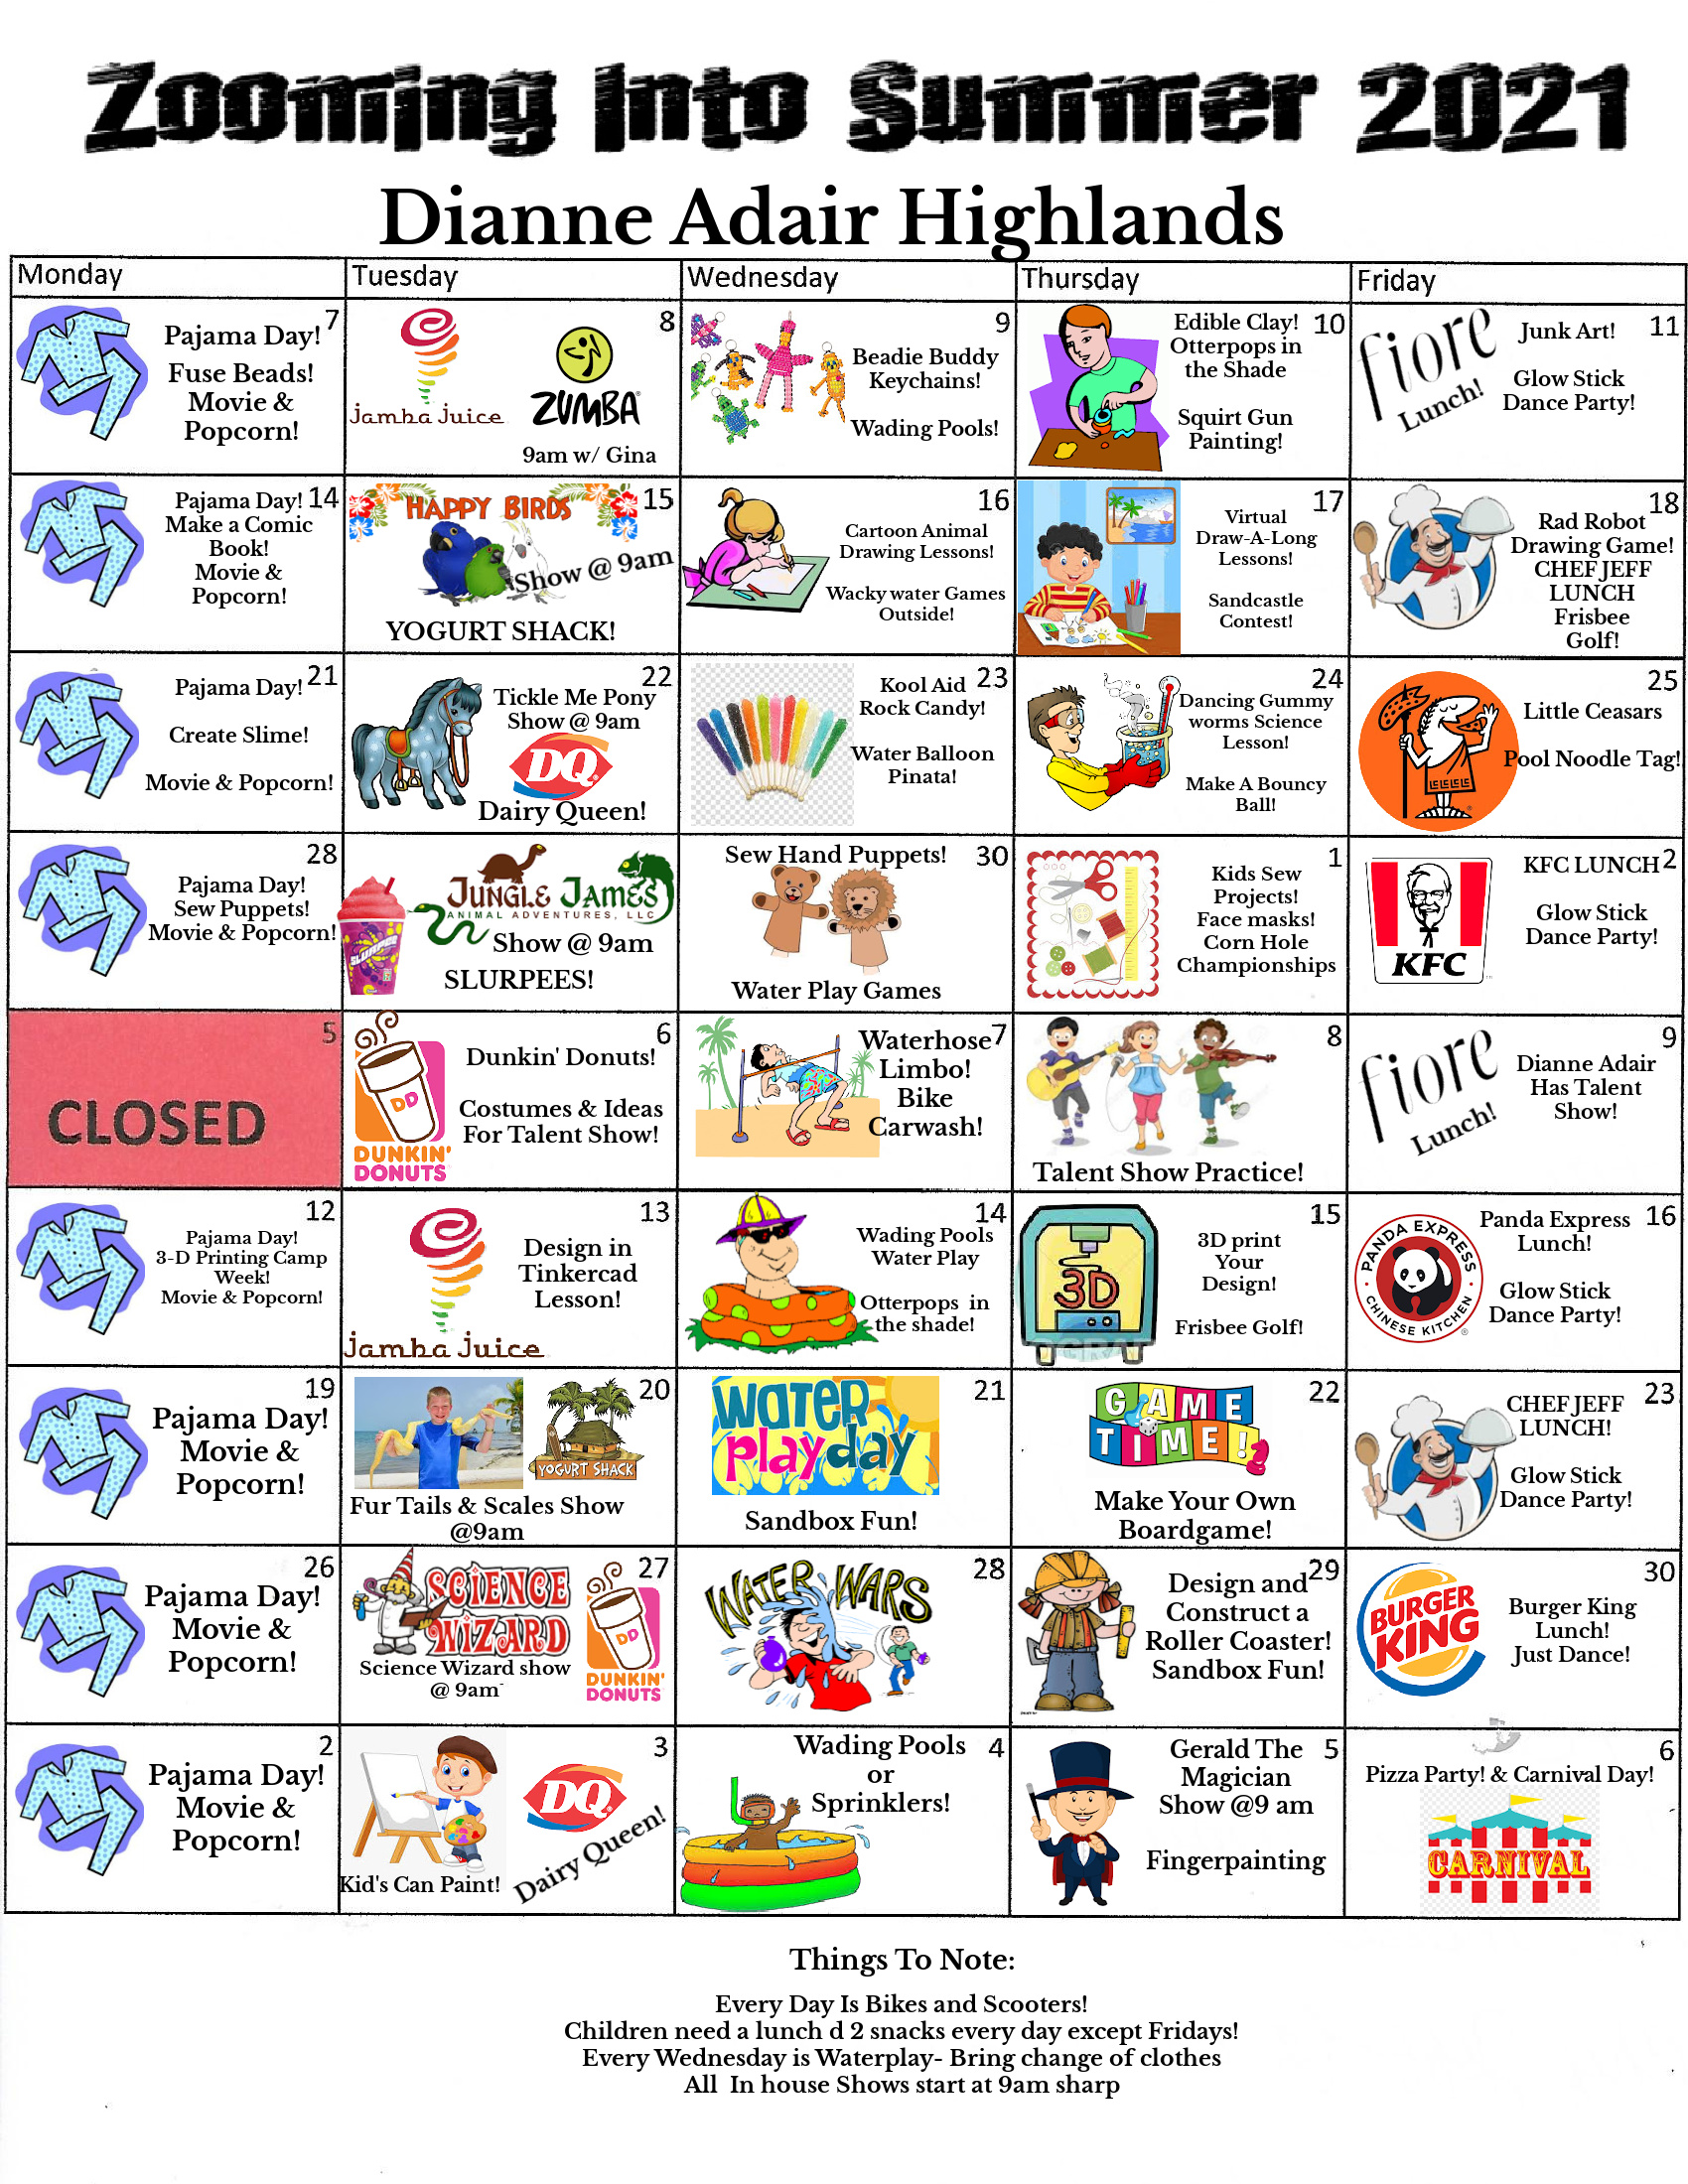 Zooming Into Summer 2021
Dianne Adair Highlands
Monday
Tuesday
Wednesday
Thursday
Friday
7
Pajama Day!
Fuse Beads!
Movie &
Popcorn!
8
jamba juice
ZUMBA
9am w/ Gina
9
Beadie Buddy
Keychains!
Wading Pools!
10
Edible Clay!
Otterpops in
the Shade
Squirt Gun
Painting!
11
fiore
Lunch!
Junk Art!
Glow Stick
Dance Party!
14
Pajama Day!
Make a Comic
Book!
Movie &
Popcorn!
15
HAPPY BIRDS
Show @ 9am
YOGURT SHACK!
16
Cartoon Animal
Drawing Lessons!
Wacky water Games
Outside!
17
Virtual
Draw-A-Long
Lessons!
Sandcastle
Contest!
18
Rad Robot
Drawing Game!
CHEF JEFF
LUNCH
Frisbee
Golf!
21
Pajama Day!
Create Slime!
Movie & Popcorn!
22
Tickle Me Pony
Show @ 9am
DQ
Dairy Queen!
23
Kool Aid
Rock Candy!
Water Balloon
Pinata!
24
Dancing Gummy
worms Science
Lesson!
Make A Bouncy
Ball!
25
Little Ceasars
Pool Noodle Tag!
28
Pajama Day!
Sew Puppets!
Movie & Popcorn!
JUNGLE JAMES
ANIMAL ADVENTURES, LLC
Show @ 9am
SLURPEE
SLURPEES!
30
Sew Hand Puppets!
Water Play Games
1
Kids Sew
Projects!
Face masks!
Corn Hole
Championships
2
KFC LUNCH
Glow Stick
Dance Party!
KFC
5
CLOSED
6
Dunkin' Donuts!
Costumes & Ideas
For Talent Show!
DD
DUNKIN'
DONUTS
7
Waterhose
Limbo!
Bike
Carwash!
8
Talent Show Practice!
9
fiore
Lunch!
Dianne Adair
Has Talent
Show!
12
Pajama Day!
3-D Printing Camp
Week!
Movie & Popcorn!
13
jamba juice
Design in
Tinkercad
Lesson!
14
Wading Pools
Water Play
Otterpops in
the shade!
15
3D
3D print
Your
Design!
Frisbee Golf!
16
PANDA EXPRESS
CHINESE KITCHEN
Panda Express
Lunch!
Glow Stick
Dance Party!
19
Pajama Day!
Movie &
Popcorn!
20
YOGURT SHACK
Fur Tails & Scales Show
@9am
21
WATER
playday
Sandbox Fun!
22
GAME
TIME!
Make Your Own
Boardgame!
23
CHEF JEFF
LUNCH!
Glow Stick
Dance Party!
26
Pajama Day!
Movie &
Popcorn!
27
SCIENCE
WIZARD
Science Wizard show
@ 9am
DD
DUNKIN'
DONUTS
28
WATER WARS
29
Design and
Construct a
Roller Coaster!
Sandbox Fun!
30
BURGER
KING
Burger King
Lunch!
Just Dance!
2
Pajama Day!
Movie &
Popcorn!
3
Kid's Can Paint!
DQ
Dairy Queen!
4
Wading Pools
or
Sprinklers!
5
Gerald The
Magician
Show @9 am
Fingerpainting
6
Pizza Party! & Carnival Day!
CARNIVAL
Things To Note:
Every Day Is Bikes and Scooters!
Children need a lunch d 2 snacks every day except Fridays!
Every Wednesday is Waterplay- Bring change of clothes
All In house Shows start at 9am sharp